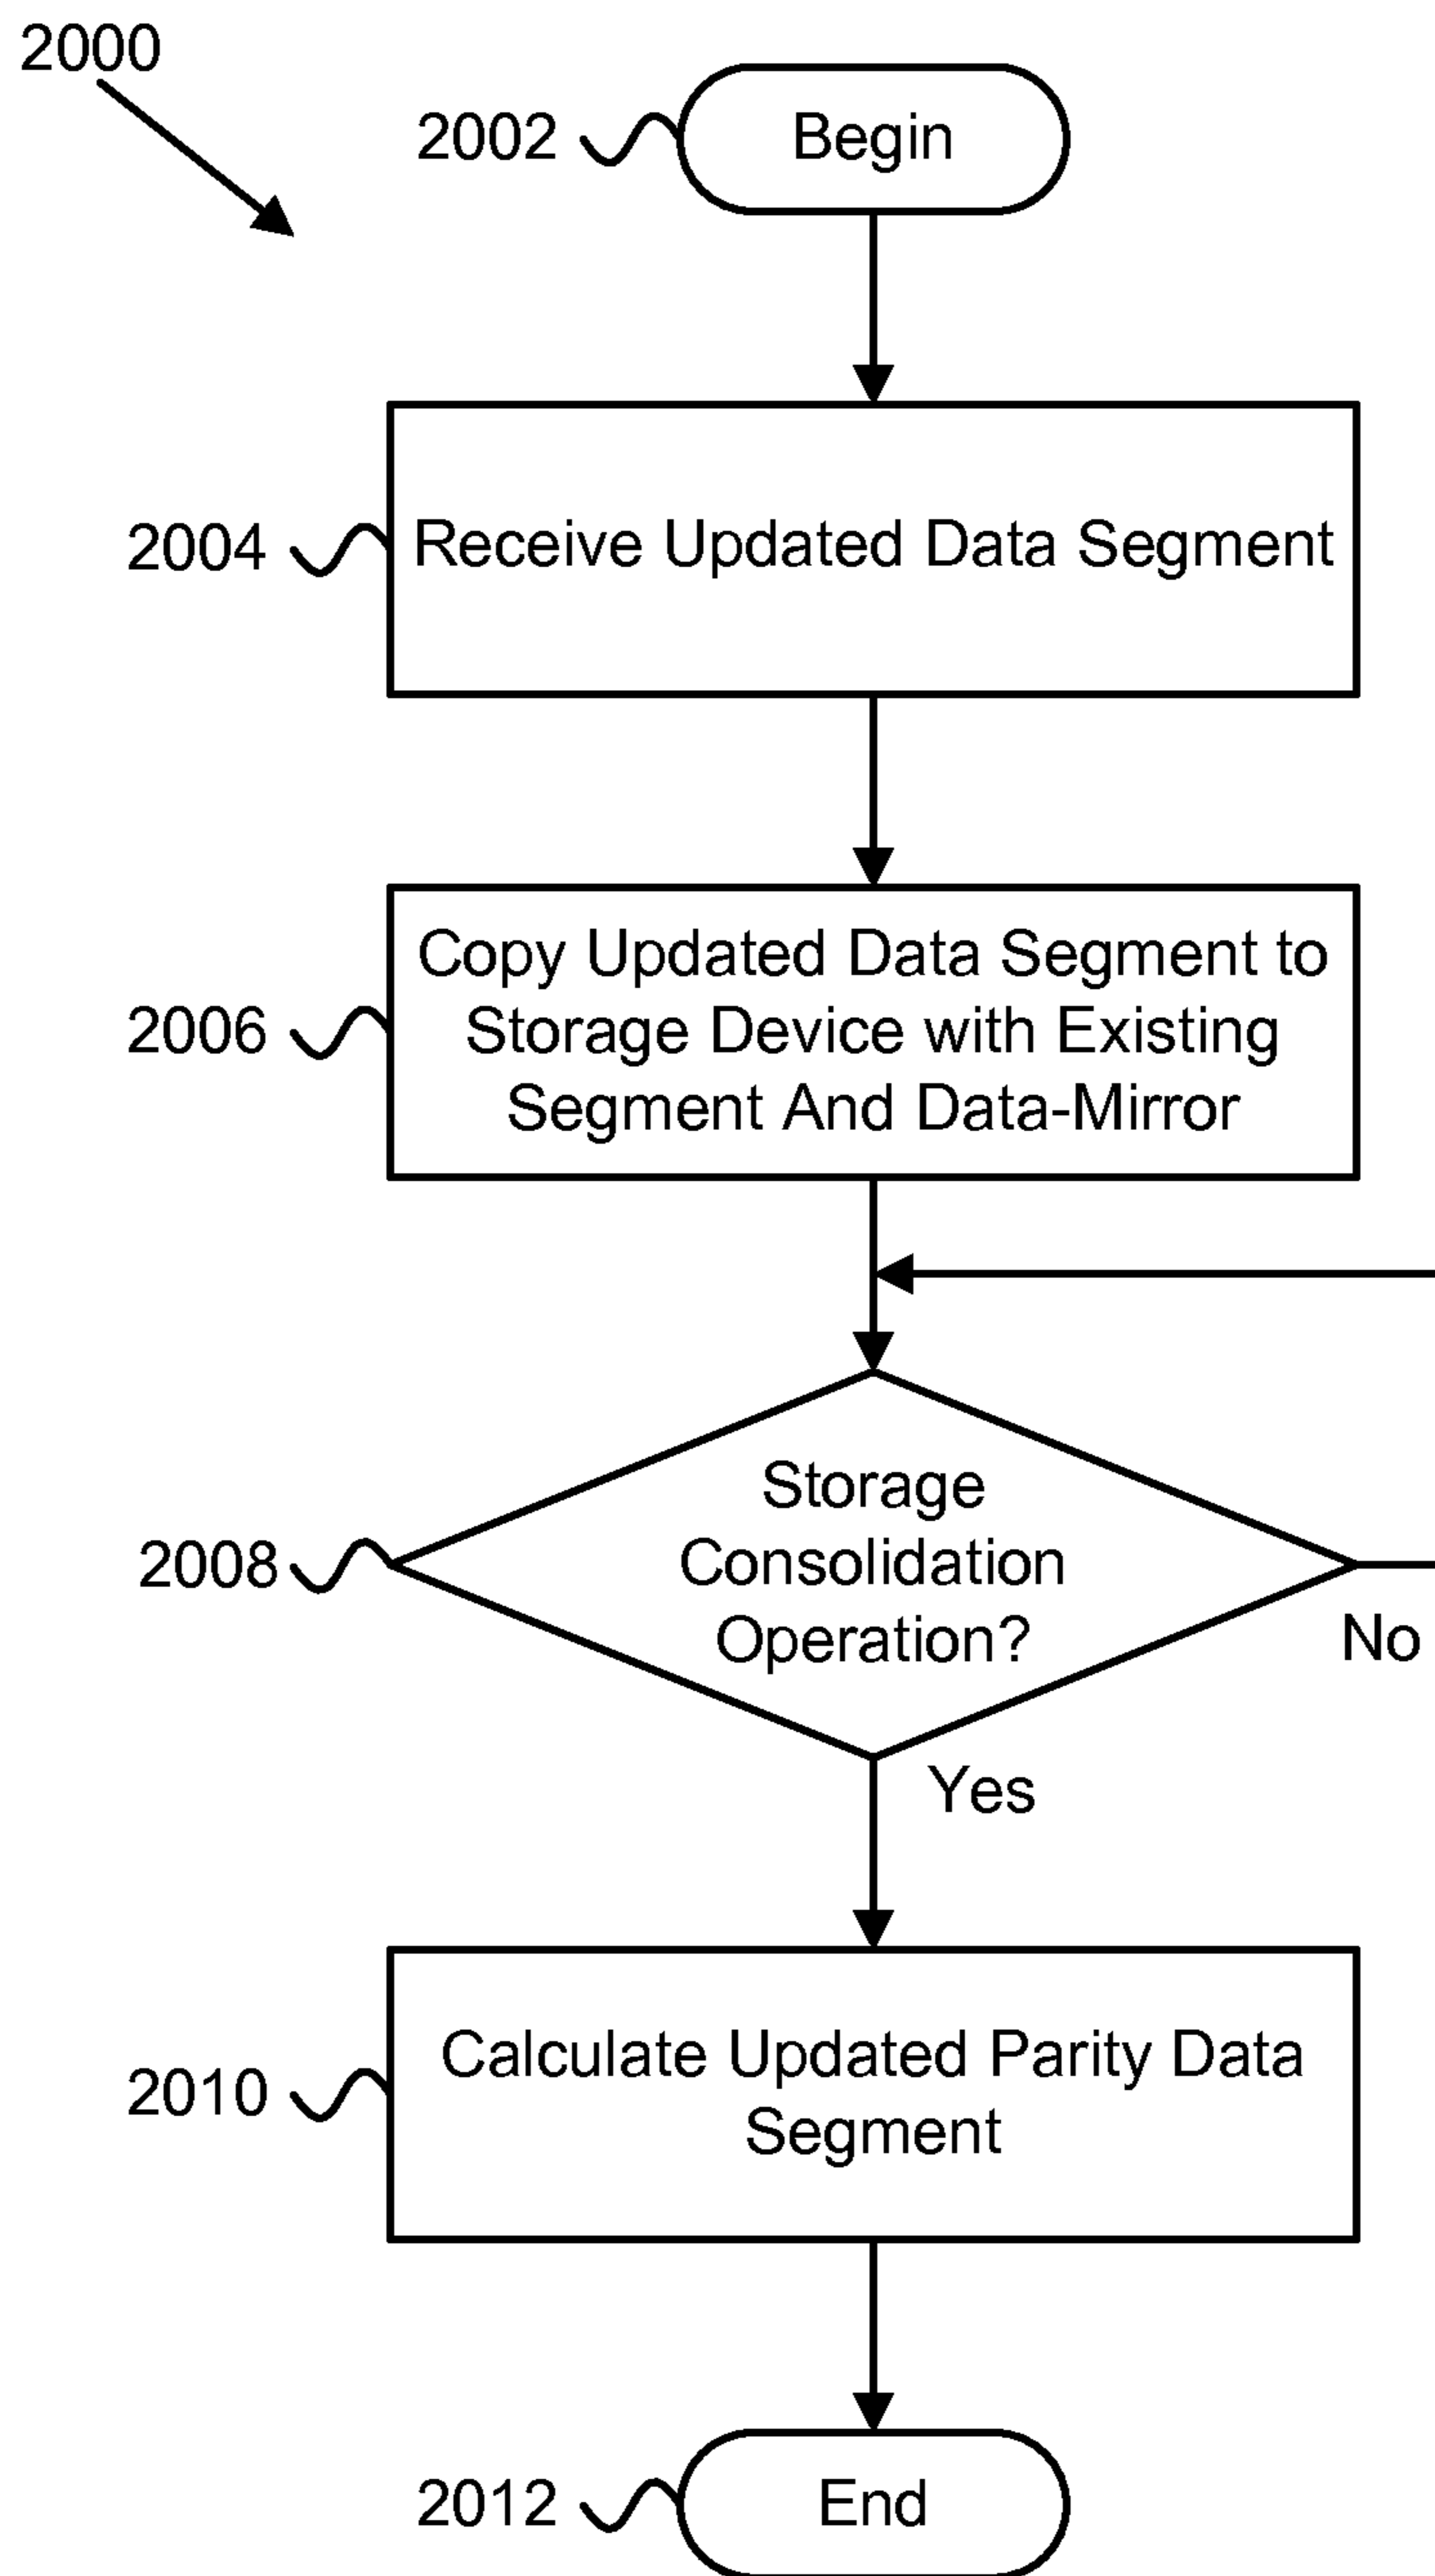 2000
2002
Begin
2004
Receive Updated Data Segment
2006
Copy Updated Data Segment to
Storage Device with Existing
Segment And Data-Mirror
2008
Storage
Consolidation
Operation?
No
Yes
2010
Calculate Updated Parity Data
Segment
2012
End